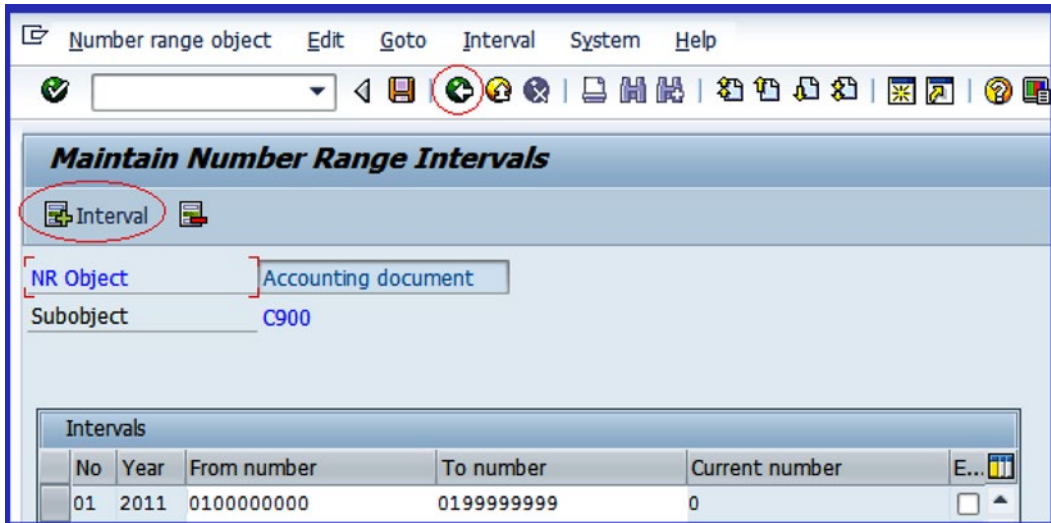 Number range object Edit Goto Interval System Help
Maintain Number Range Intervals
Interval
NR Object Accounting document
Subobject C900
Intervals
No Year From number To number Current number E...
01 2011 0100000000 0199999999 0